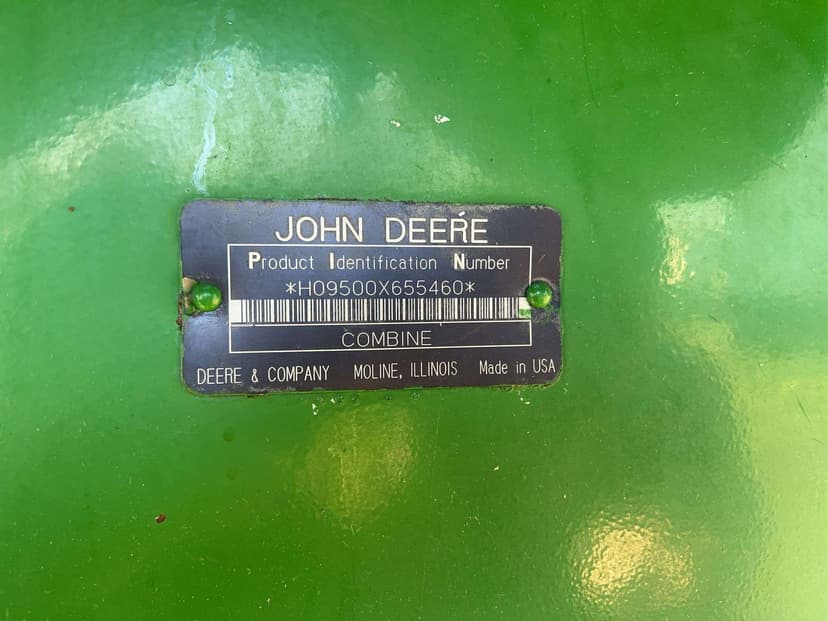 JOHN DEERE
Product Identification Number
*H09500X655460*
COMBINE
DEERE & COMPANY MOLINE, ILLINOIS Made in USA